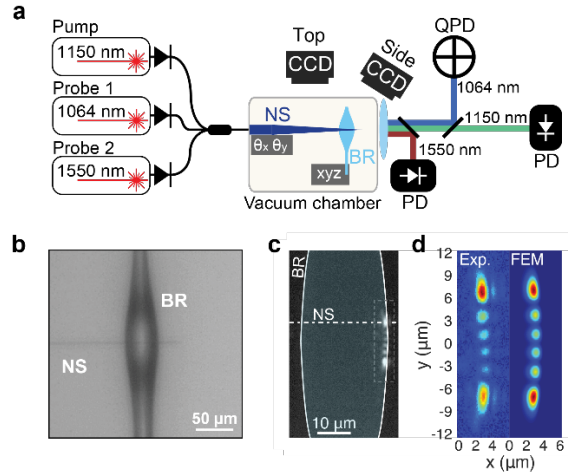 a
Pump
1150 nm
Probe 1
1064 nm
Probe 2
1550 nm
Top
CCD
Side
CCD
QPD
1064 nm
1150 nm
1550 nm
PD
PD
NS
θx θy
BR
xyz
Vacuum chamber
b
BR
NS
50 µm
c
BR
NS
10 µm
d
Exp. FEM
y (µm)
12
9
6
3
0
-3
-6
-9
-12
0 2 4 6 0 2 4 6
x (µm)